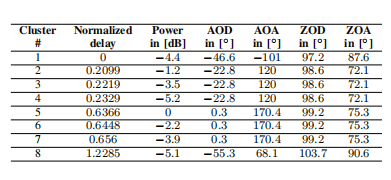 Cluster Normalized Power AOD AOA ZOD ZOA
# delay in [dB] in [°] in [°] in [°] in [°]
1 0 −4.4 −46.6 −101 97.2 87.6
2 0.2099 −1.2 −22.8 120 98.6 72.1
3 0.2219 −3.5 −22.8 120 98.6 72.1
4 0.2329 −5.2 −22.8 120 98.6 72.1
5 0.6366 0 0.3 170.4 99.2 75.3
6 0.6448 −2.2 0.3 170.4 99.2 75.3
7 0.656 −3.9 0.3 170.4 99.2 75.3
8 1.2285 −5.1 −55.3 68.1 103.7 90.6